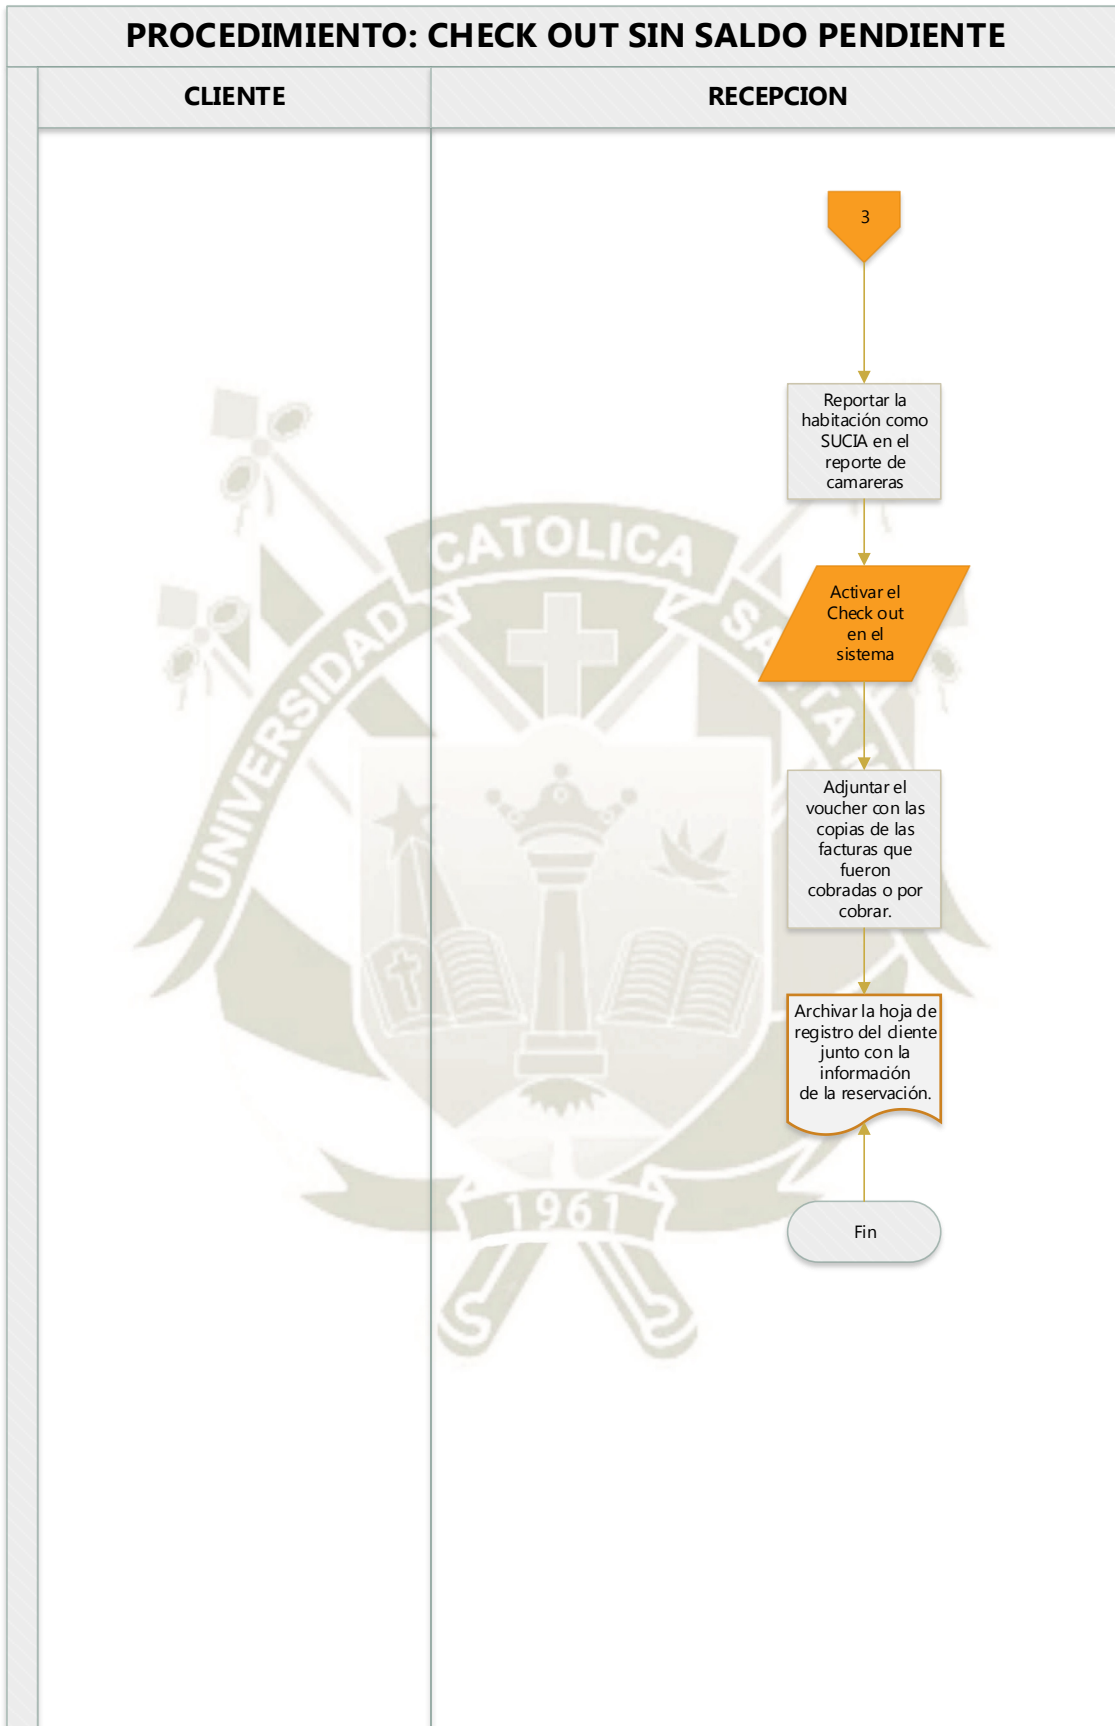 PROCEDIMIENTO: CHECK OUT SIN SALDO PENDIENTE
CLIENTE
RECEPCION
3
Reportar la
habitación como
SUCIA en el
reporte de
camareras
Activar el
Check out
en el
sistema
Adjuntar el
voucher con las
copias de las
facturas que
fueron
cobradas o por
cobrar.
Archivar la hoja de
registro del cliente
junto con la
información
de la reservación.
Fin
UNIVERSIDAD
CATOLICA
1961